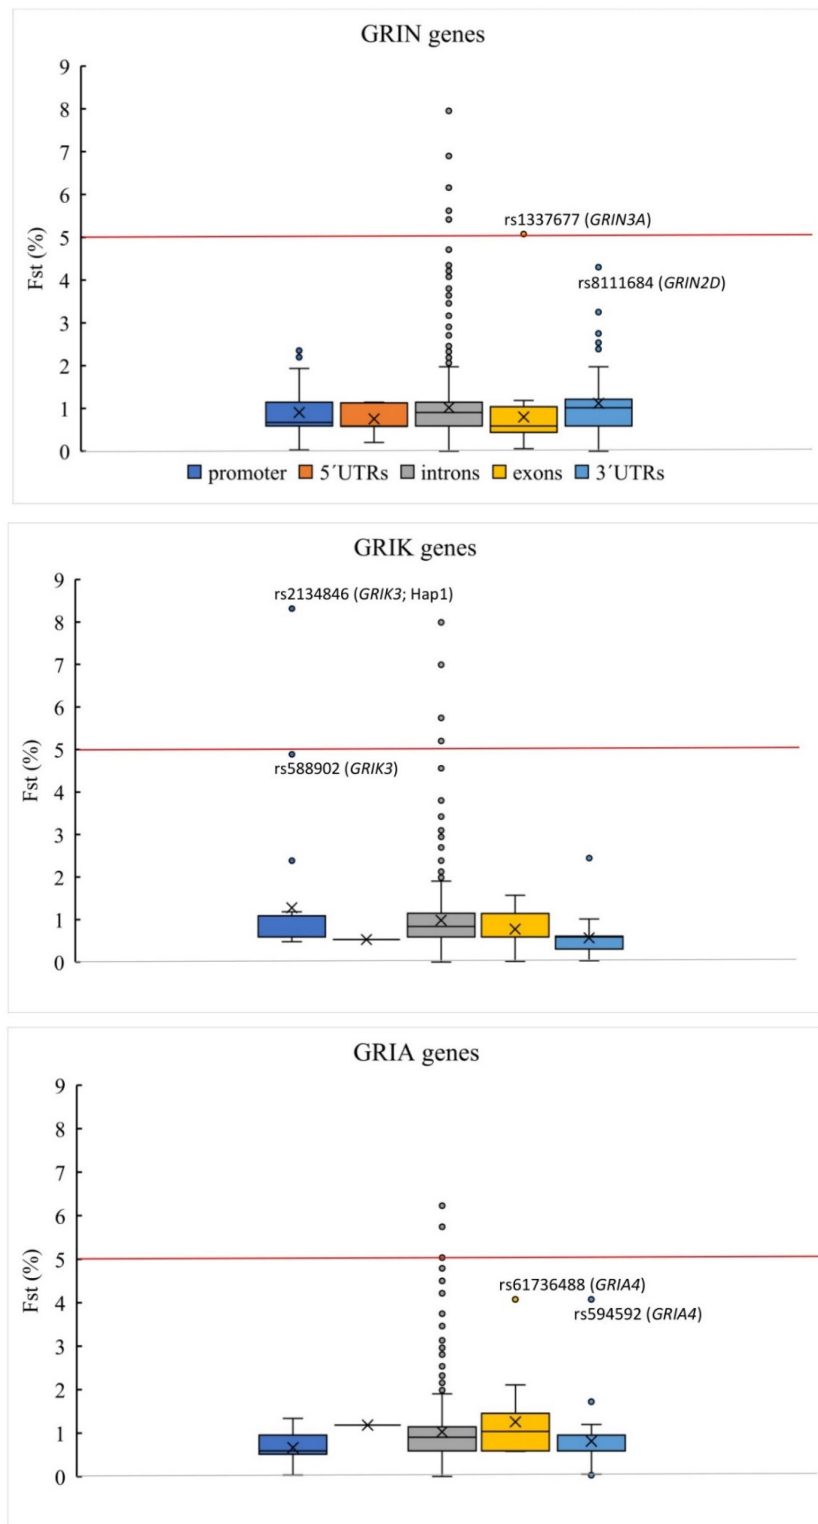 GRIN genes
9
8
7
6
5
4
3
2
1
0
Fst (%)
rs1337677 (GRIN3A)
rs8111684 (GRIN2D)
promoter 5´UTRs introns exons 3´UTRs
GRIK genes
9
8
7
6
5
4
3
2
1
0
Fst (%)
rs2134846 (GRIK3; Hap1)
rs588902 (GRIK3)
GRIA genes
9
8
7
6
5
4
3
2
1
0
Fst (%)
rs61736488 (GRIA4)
rs594592 (GRIA4)